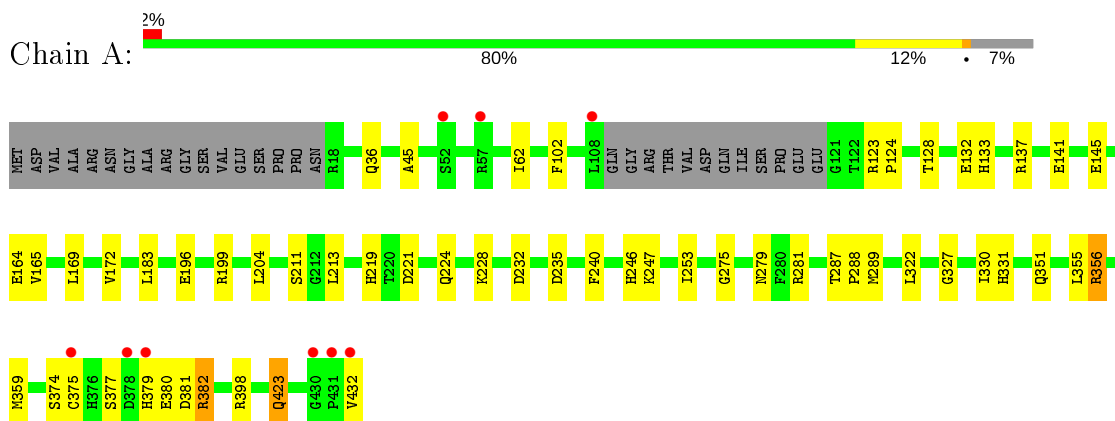 2%
Chain A:
80% 12% • 7%
MET ASP VAL ALA ARG ASN GLY ALA ARG GLY SER VAL GLU SER PRO PRO ASN R18 Q36 A45 S52 R57 I62 F102 L108 GLN GLY ARG THR VAL ASP GLN ILE SER PRO GLU GLU G121 T122 R123 P124 T128 E132 H133 R137 E141 E145
E164 V165 L169 V172 L183 E196 R199 L204 S211 G212 L213 H219 T220 D221 Q224 K228 D232 D235 F240 H246 K247 I253 G275 N279 F280 R281 T287 P288 M289 L322 G327 I330 H331 Q351 L355 R356
M359 S374 C375 H376 S377 D378 H379 E380 D381 R382 R398 Q423 G430 P431 V432